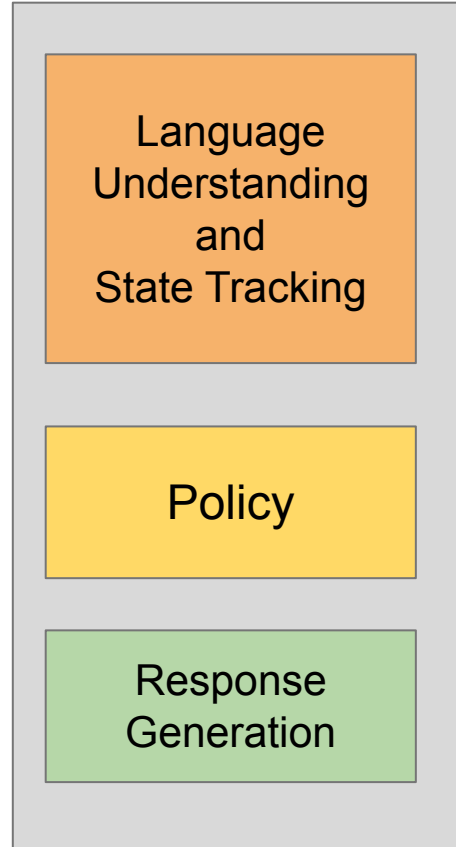 Language
Understanding
and
State Tracking
Policy
Response
Generation